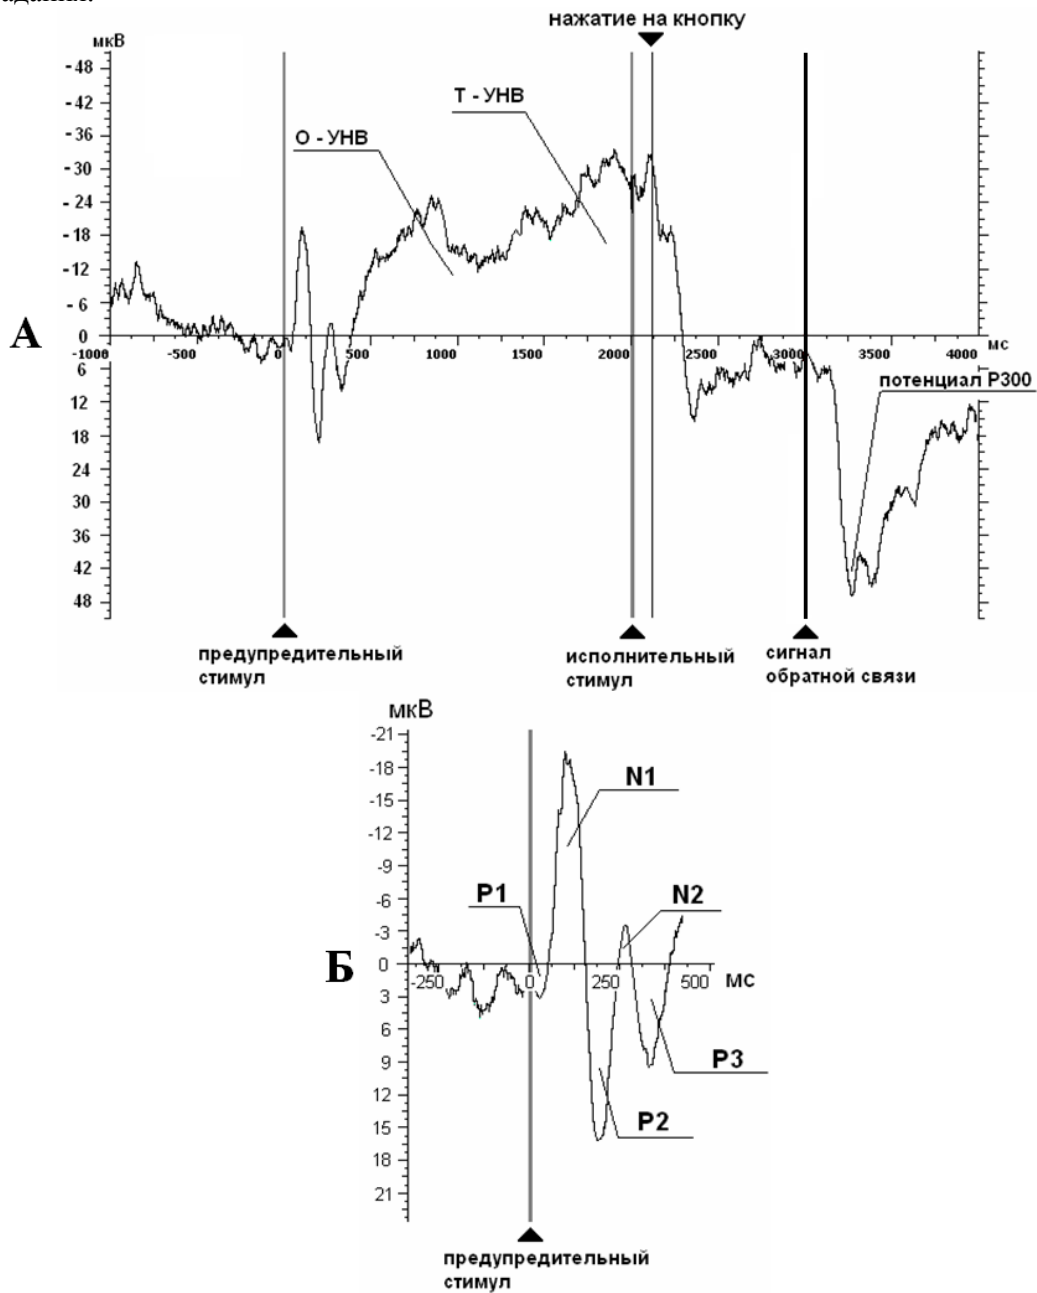 адания.
нажатие на кнопку
мкВ
-48
-42
-36
-30
-24
-18
-12
-6
0
6
12
18
24
30
36
42
48
Т - УНВ
О - УНВ
А
-1000 -500 0 500 1000 1500 2000 2500 3000 3500 4000 мс
потенциал Р300
предупредительный
стимул
исполнительный
стимул
сигнал
обратной связи
мкВ
-21
-18
-15
-12
-9
-6
-3
0
3
6
9
12
15
18
21
N1
P1
N2
Б
-250 0 250 500 мс
P3
P2
предупредительный
стимул